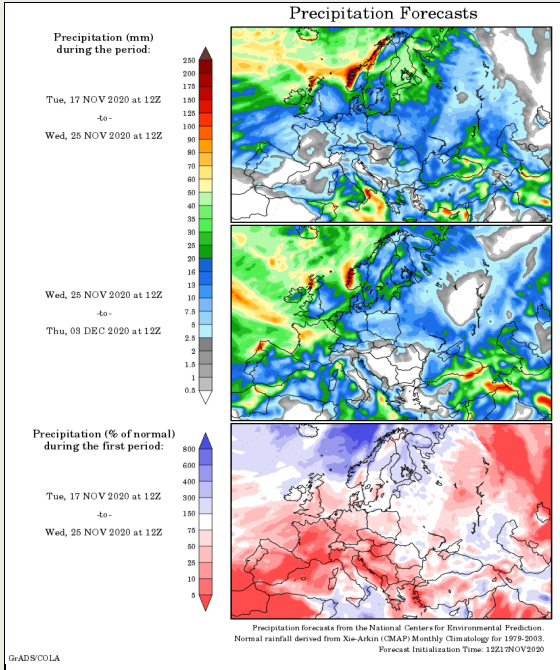 Precipitation Forecasts
Precipitation (mm)
during the period:
Tue, 17 NOV 2020 at 12Z
-to-
Wed, 25 NOV 2020 at 12Z
250
200
175
150
125
100
90
80
70
60
50
40
35
30
25
20
16
13
10
7.5
5
2.5
2
1.5
1
0.5
Wed, 25 NOV 2020 at 12Z
-to-
Thu, 03 DEC 2020 at 12Z
Precipitation (% of normal)
during the first period:
Tue, 17 NOV 2020 at 12Z
-to-
Wed, 25 NOV 2020 at 12Z
800
600
400
300
150
75
50
25
10
5
Precipitation forecasts from the National Centers for Environmental Prediction.
Normal rainfall derived from Xie-Arkin (CMAP) Monthly Climatology for 1979-2003.
Forecast Initialization Time: 12Z17NOV2020
GrADS/COLA